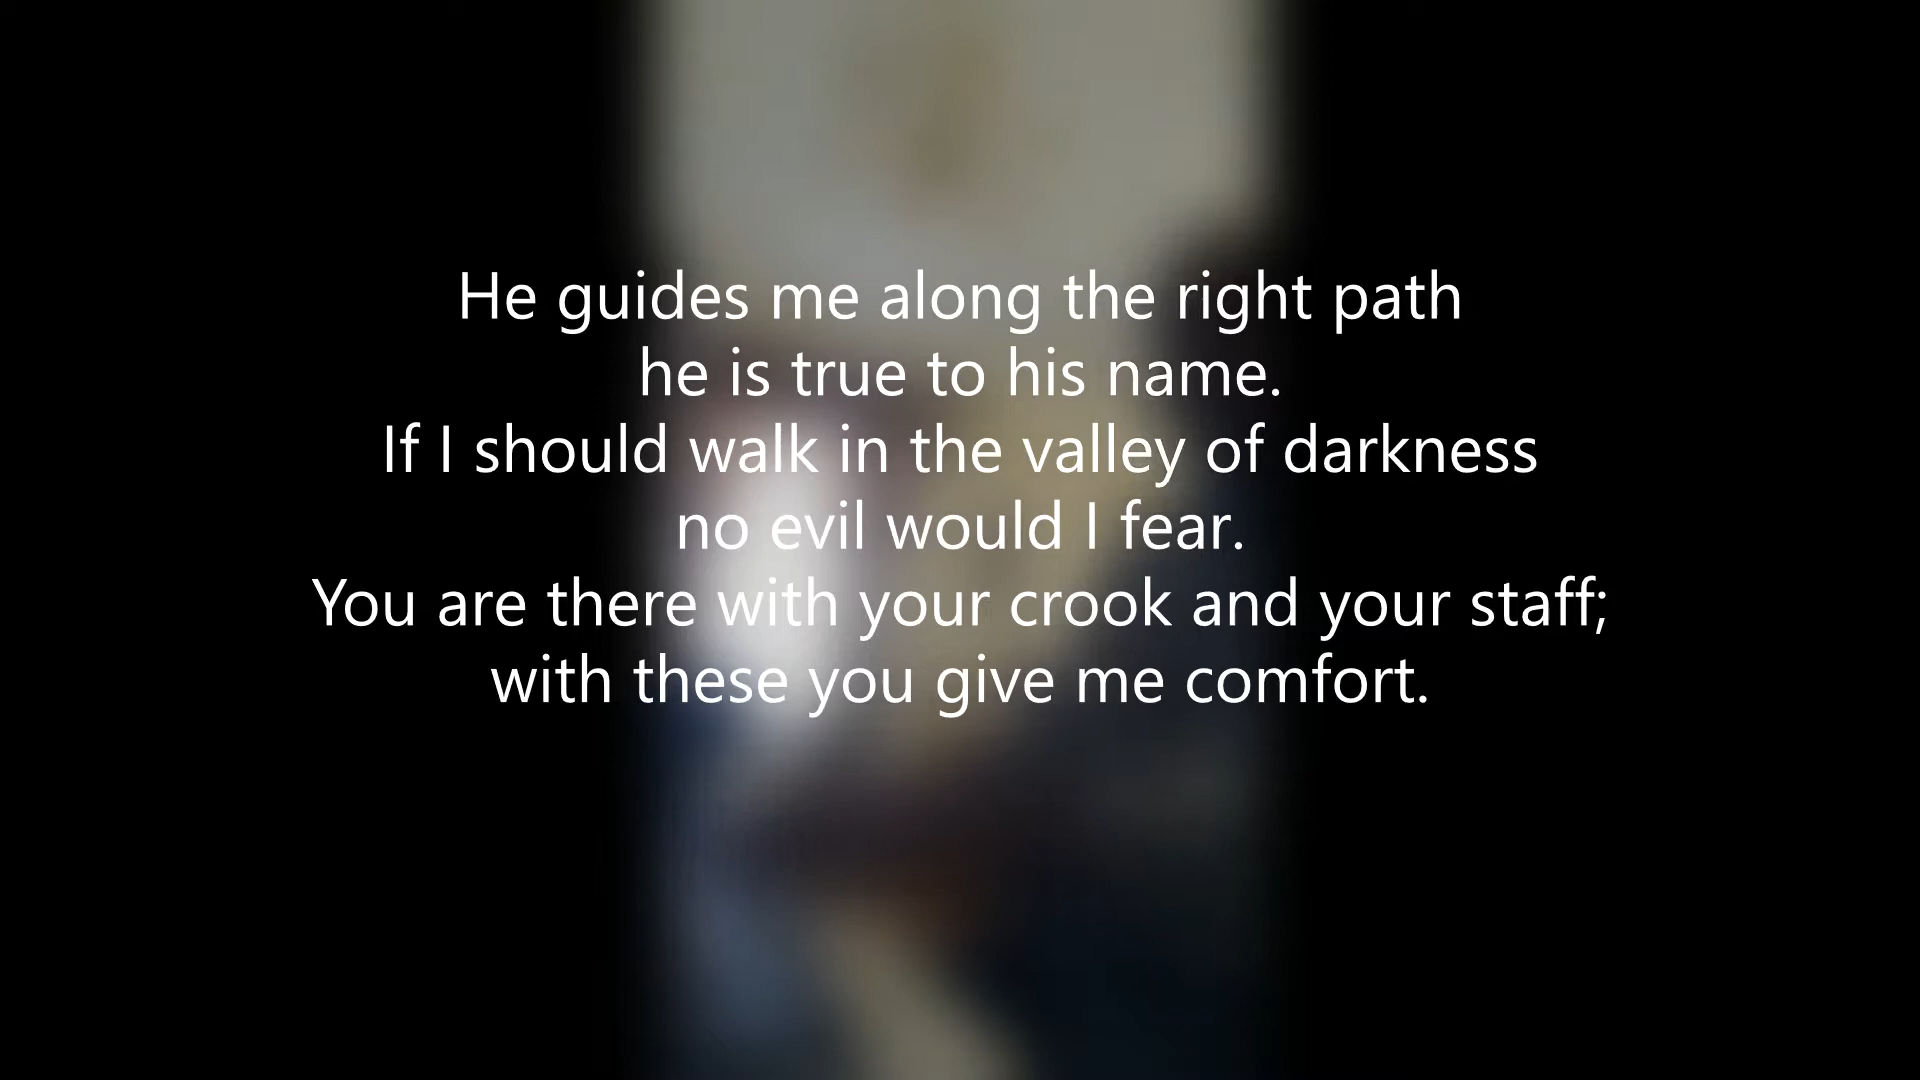 He guides me along the right path
he is true to his name.
If I should walk in the valley of darkness
no evil would I fear.
You are there with your crook and your staff;
with these you give me comfort.